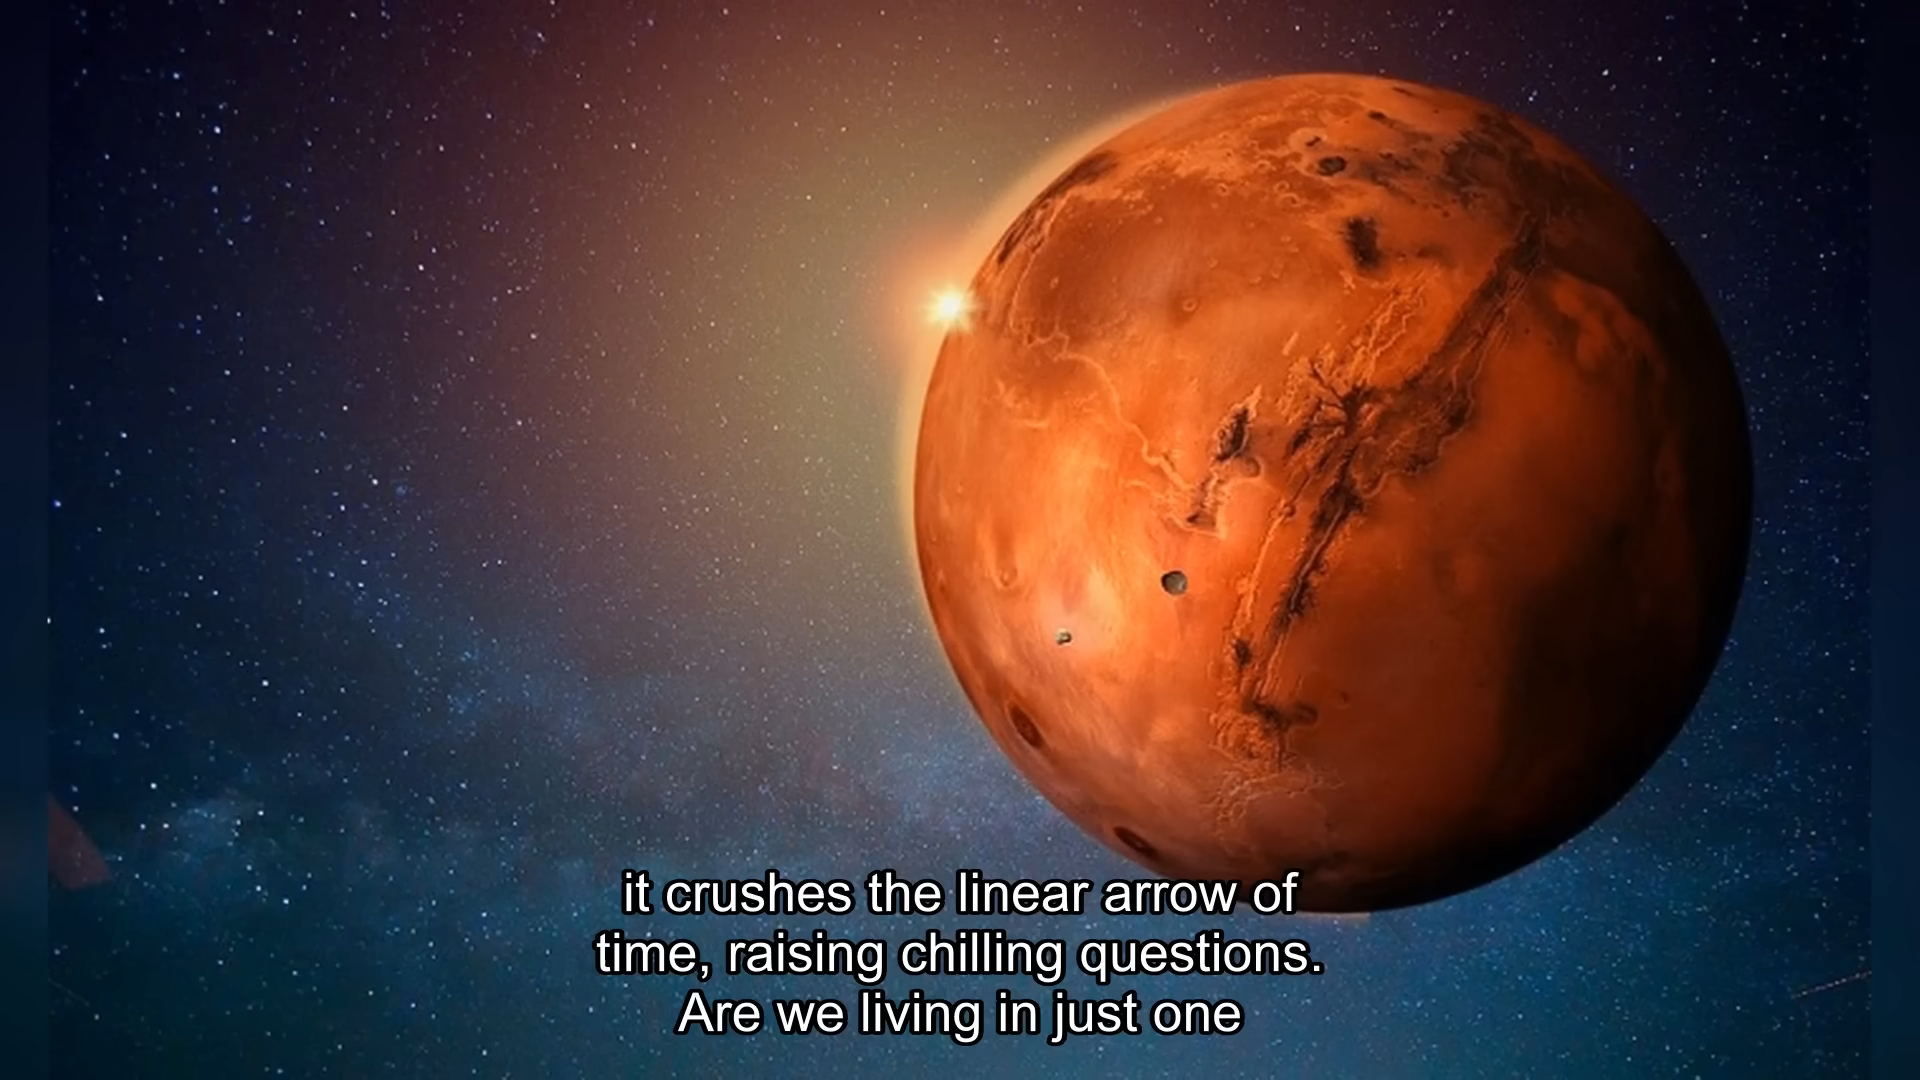 it crushes the linear arrow of
time, raising chilling questions.
Are we living in just one